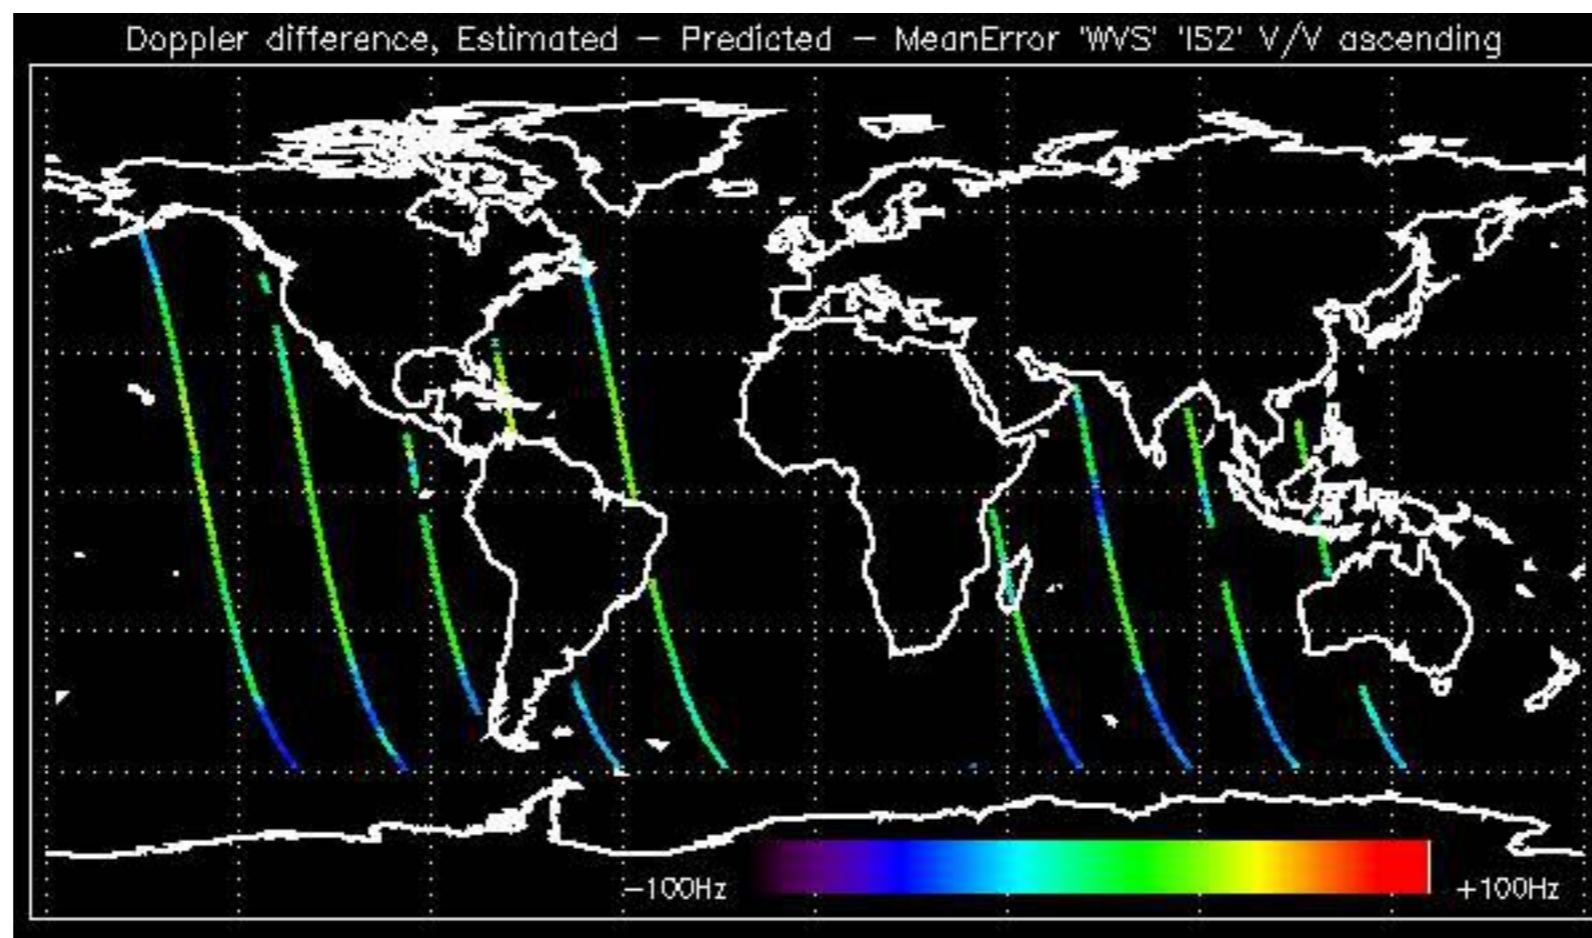 Doppler difference, Estimated – Predicted – MeanError 'WVS' 'IS2' V/V ascending
–100Hz +100Hz